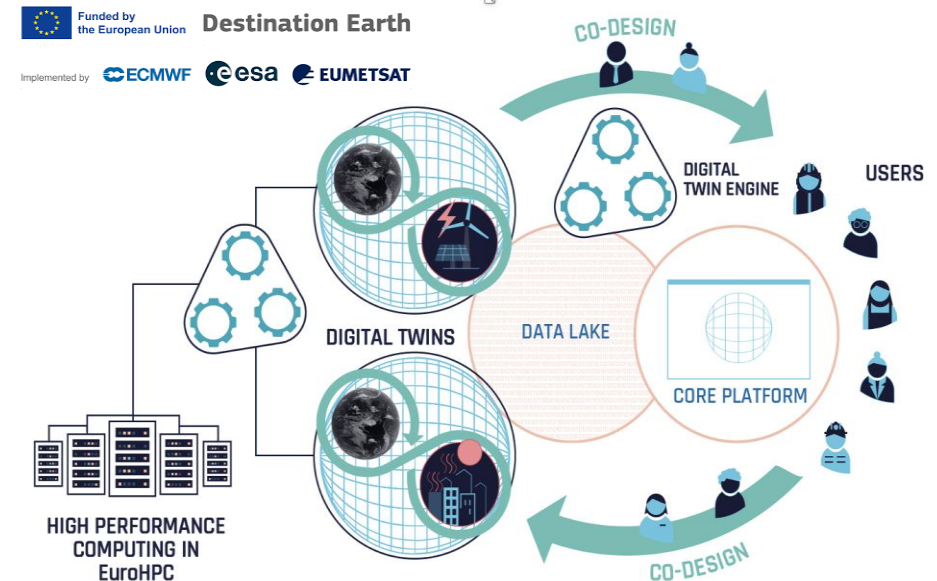 Funded by
the European Union
Destination Earth
Implemented by
ECMWF
esa
EUMETSAT
CO-DESIGN
DIGITAL
TWIN ENGINE
USERS
DIGITAL TWINS
DATA LAKE
CORE PLATFORM
HIGH PERFORMANCE
COMPUTING IN
EuroHPC
CO-DESIGN